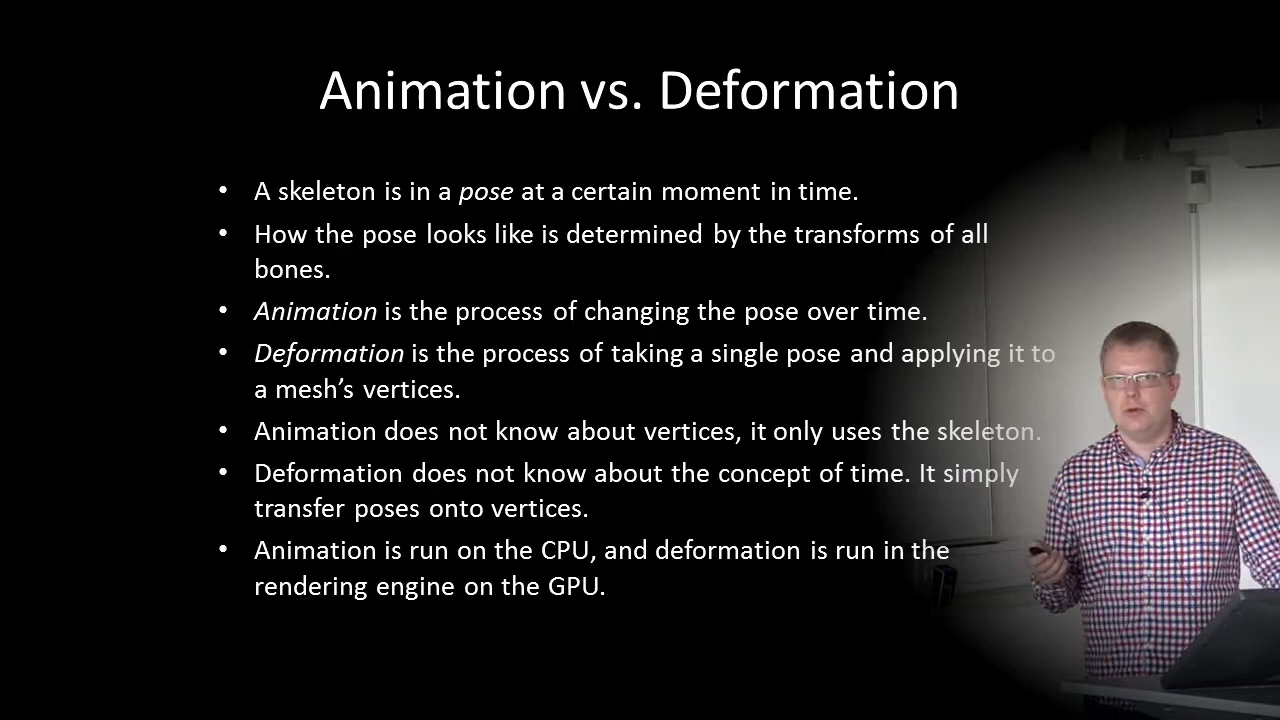 Animation vs. Deformation
• A skeleton is in a pose at a certain moment in time.
• How the pose looks like is determined by the transforms of all
bones.
• Animation is the process of changing the pose over time.
• Deformation is the process of taking a single pose and applying it to
a mesh’s vertices.
• Animation does not know about vertices, it only uses the skeleton.
• Deformation does not know about the concept of time. It simply
transfer poses onto vertices.
• Animation is run on the CPU, and deformation is run in the
rendering engine on the GPU.